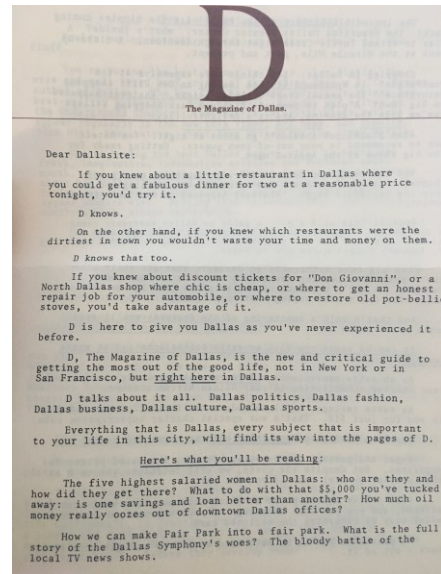 D
The Magazine of Dallas.
Dear Dallasite:
If you knew about a little restaurant in Dallas where
you could get a fabulous dinner for two at a reasonable price
tonight, you'd try it.
D knows.
On the other hand, if you knew which restaurants were the
dirtiest in town you wouldn't waste your time and money on them.
D knows that too.
If you knew about discount tickets for "Don Giovanni", or a
North Dallas shop where chic is cheap, or where to get an honest
repair job for your automobile, or where to restore old pot-belli
stoves, you'd take advantage of it.
D is here to give you Dallas as you've never experienced it
before.
D, The Magazine of Dallas, is the new and critical guide to
getting the most out of the good life, not in New York or in
San Francisco, but right here in Dallas.
D talks about it all. Dallas politics, Dallas fashion,
Dallas business, Dallas culture, Dallas sports.
Everything that is Dallas, every subject that is important
to your life in this city, will find its way into the pages of D.
Here's what you'll be reading:
The five highest salaried women in Dallas: who are they and
how did they get there? What to do with that $5,000 you've tucked
away: is one savings and loan better than another? How much oil
money really oozes out of downtown Dallas offices?
How we can make Fair Park into a fair park. What is the full
story of the Dallas Symphony's woes? The bloody battle of the
local TV news shows.